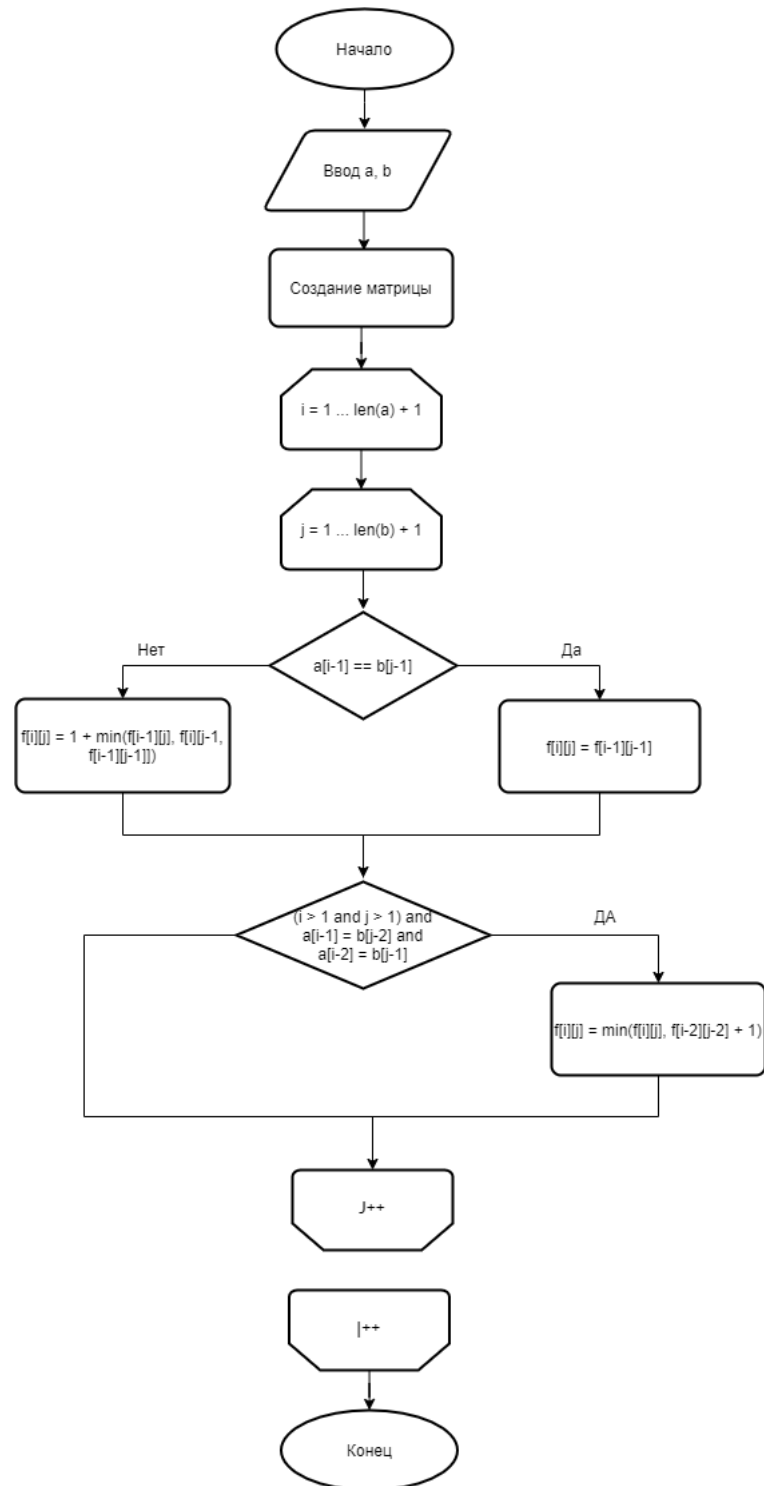 Начало
Ввод a, b
Создание матрицы
i = 1 ... len(a) + 1
j = 1 ... len(b) + 1
Нет
a[i-1] == b[j-1]
Да
f[i][j] = 1 + min(f[i-1][j], f[i][j-1,
f[i-1][j-1]])
f[i][j] = f[i-1][j-1]
(i > 1 and j > 1) and
a[i-1] = b[j-2] and
a[i-2] = b[j-1]
ДА
f[i][j] = min(f[i][j], f[i-2][j-2] + 1)
J++
I++
Конец